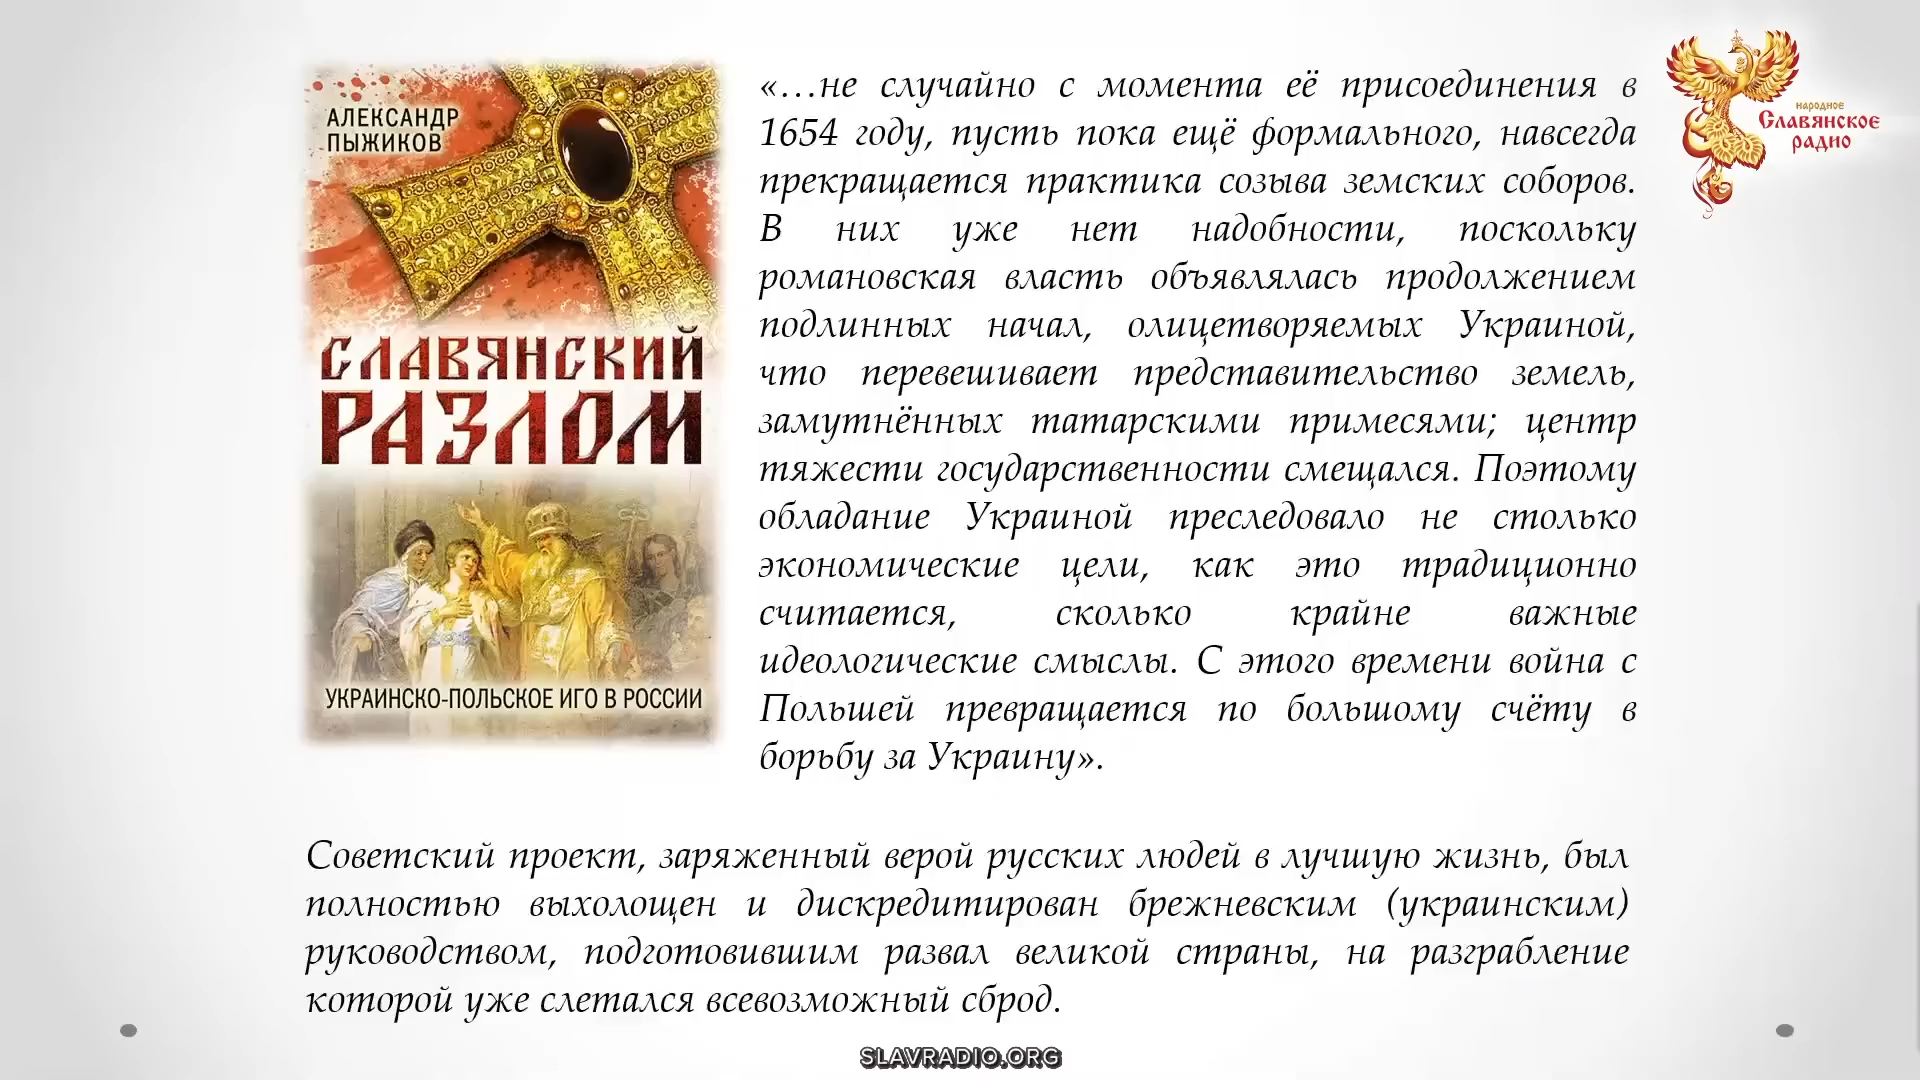 АЛЕКСАНДР
ПЫЖИКОВ
СЛАВЯНСКИЙ
РАЗЛОМ
УКРАИНСКО-ПОЛЬСКОЕ ИГО В РОССИИ
«…не случайно с момента её присоединения в
1654 году, пусть пока ещё формального, навсегда
прекращается практика созыва земских соборов.
В них уже нет надобности, поскольку
романовская власть объявлялась продолжением
подлинных начал, олицетворяемых Украиной,
что перевешивает представительство земель,
замутнённых татарскими примесями; центр
тяжести государственности смещался. Поэтому
обладание Украиной преследовало не столько
экономические цели, как это традиционно
считается, сколько крайне важные
идеологические смыслы. С этого времени война с
Польшей превращается по большому счёту в
борьбу за Украину».
народное
Славянское
радио
Советский проект, заряженный верой русских людей в лучшую жизнь, был
полностью выхолощен и дискредитирован брежневским (украинским)
руководством, подготовившим развал великой страны, на разграбление
которой уже слетался всевозможный сброд.
SLAVRADIO.ORG